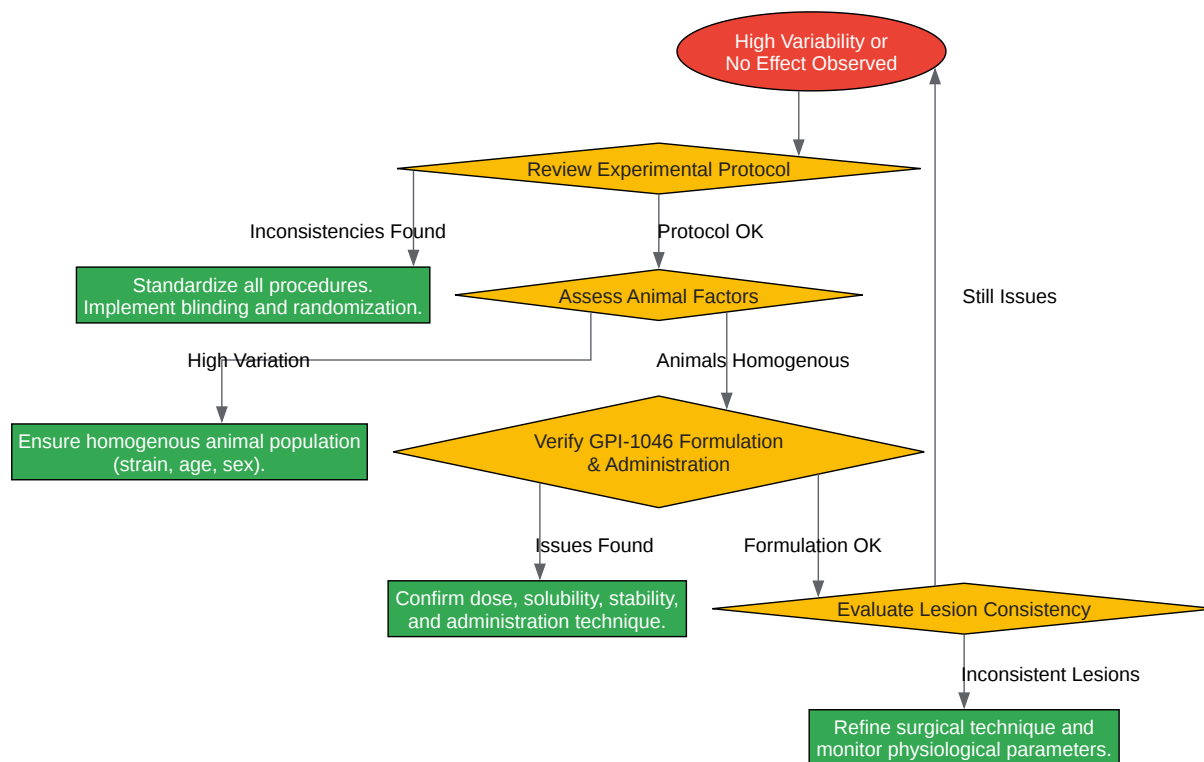 High Variability or
No Effect Observed
Review Experimental Protocol
Inconsistencies Found
Protocol OK
Standardize all procedures.
Implement blinding and randomization.
Assess Animal Factors
Still Issues
High Variation
Animals Homogenous
Ensure homogenous animal population
(strain, age, sex).
Verify GPI-1046 Formulation
& Administration
Issues Found
Formulation OK
Confirm dose, solubility, stability,
and administration technique.
Evaluate Lesion Consistency
Inconsistent Lesions
Refine surgical technique and
monitor physiological parameters.